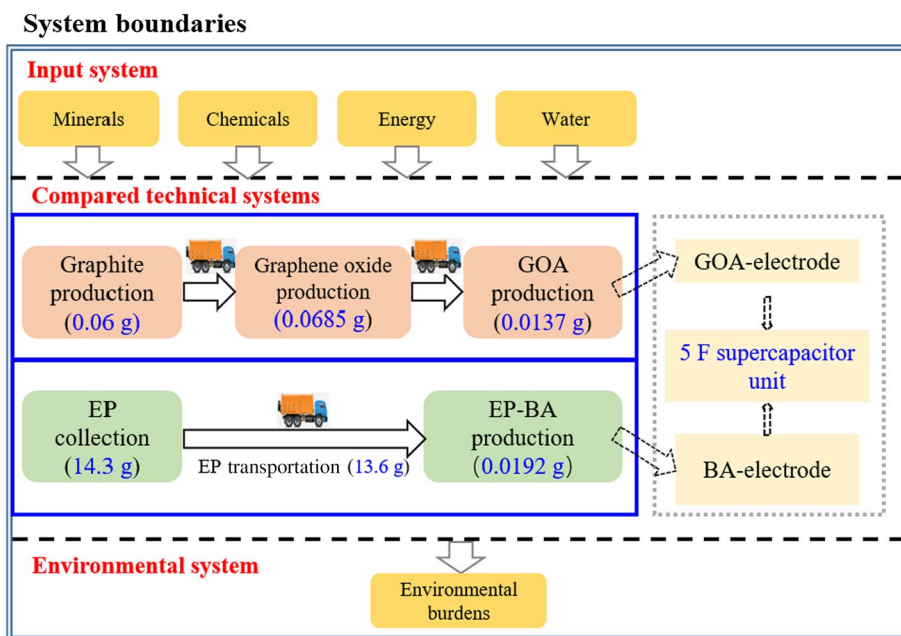 System boundaries
Input system
Minerals
Chemicals
Energy
Water
Compared technical systems
Graphite
production
(0.06 g)
Graphene oxide
production
(0.0685 g)
GOA
production
(0.0137 g)
GOA-electrode
5 F supercapacitor
unit
BA-electrode
EP
collection
(14.3 g)
EP transportation (13.6 g)
EP-BA
production
(0.0192 g)
Environmental system
Environmental
burdens